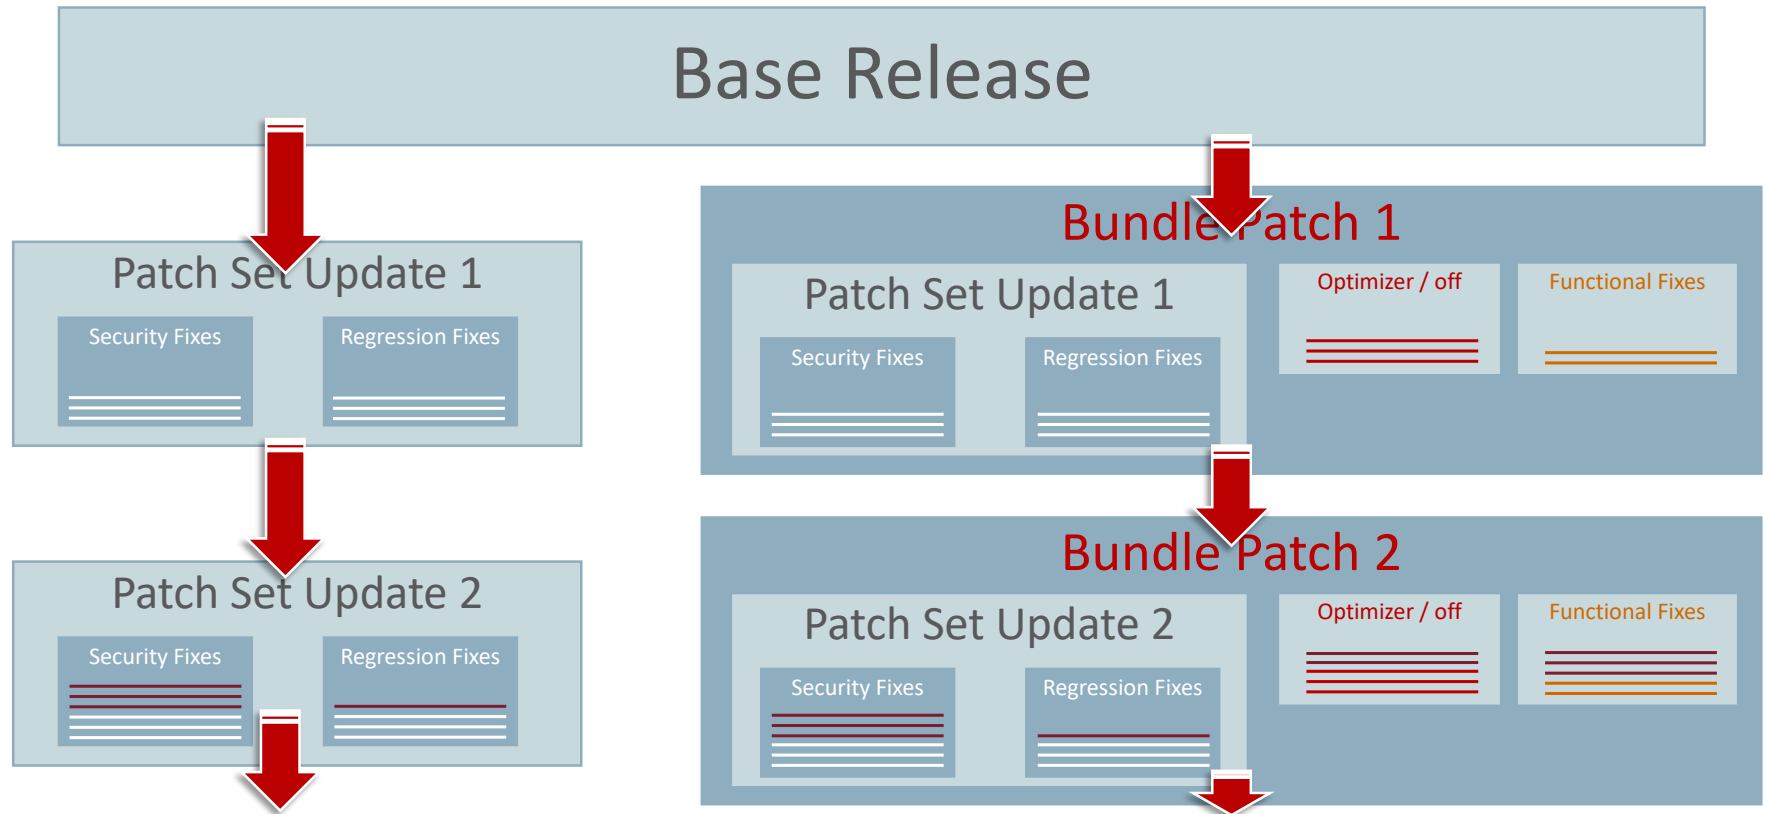 Base Release
Patch Set Update 1
Security Fixes
Regression Fixes
Patch Set Update 2
Security Fixes
Regression Fixes
Bundle Patch 1
Patch Set Update 1
Security Fixes
Regression Fixes
Optimizer / off
Functional Fixes
Bundle Patch 2
Patch Set Update 2
Security Fixes
Regression Fixes
Optimizer / off
Functional Fixes